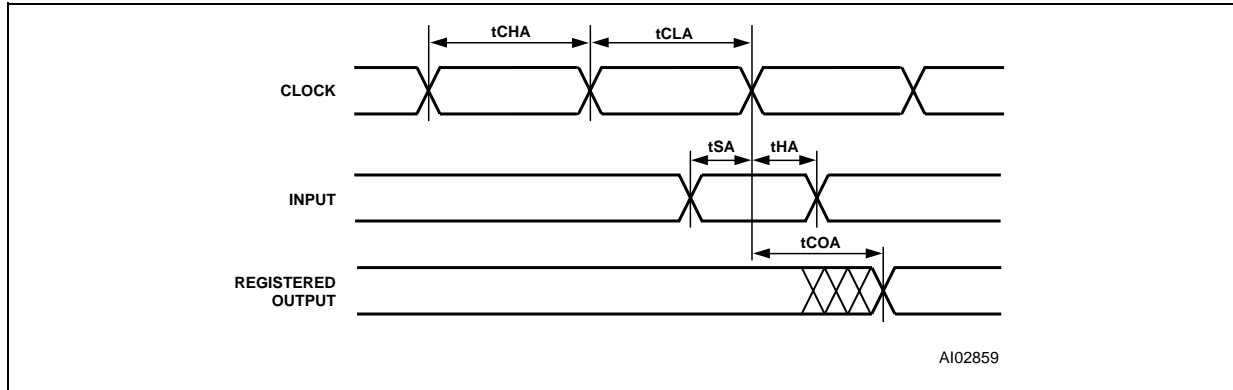 tCHA
tCLA
CLOCK
tSA
tHA
INPUT
tCOA
REGISTERED
OUTPUT
AI02859